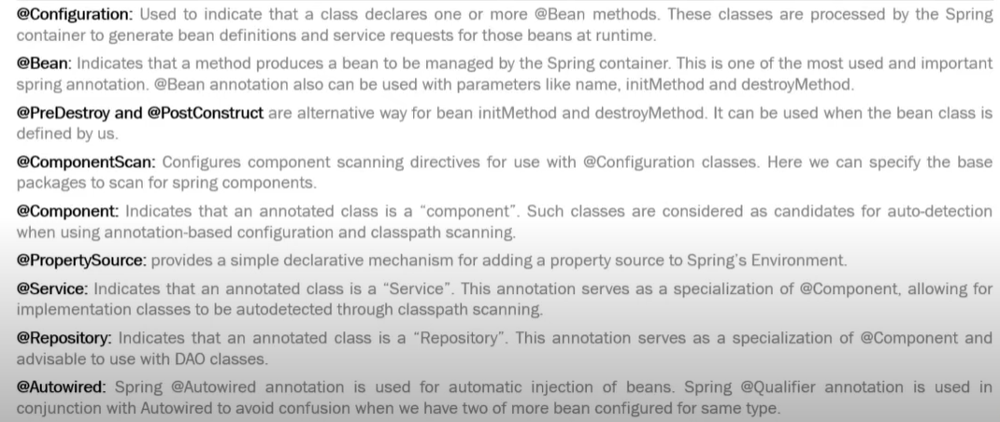 @Configuration: Used to indicate that a class declares one or more @Bean methods. These classes are processed by the Spring
container to generate bean definitions and service requests for those beans at runtime.
@Bean: Indicates that a method produces a bean to be managed by the Spring container. This is one of the most used and important
spring annotation. @Bean annotation also can be used with parameters like name, initMethod and destroyMethod.
@PreDestroy and @PostConstruct are alternative way for bean initMethod and destroyMethod. It can be used when the bean class is
defined by us.
@ComponentScan: Configures component scanning directives for use with @Configuration classes. Here we can specify the base
packages to scan for spring components.
@Component: Indicates that an annotated class is a “component”. Such classes are considered as candidates for auto-detection
when using annotation-based configuration and classpath scanning.
@PropertySource: provides a simple declarative mechanism for adding a property source to Spring’s Environment.
@Service: Indicates that an annotated class is a “Service”. This annotation serves as a specialization of @Component, allowing for
implementation classes to be autodetected through classpath scanning.
@Repository: Indicates that an annotated class is a “Repository”. This annotation serves as a specialization of @Component and
advisable to use with DAO classes.
@Autowired: Spring @Autowired annotation is used for automatic injection of beans. Spring @Qualifier annotation is used in
conjunction with Autowired to avoid confusion when we have two of more bean configured for same type.